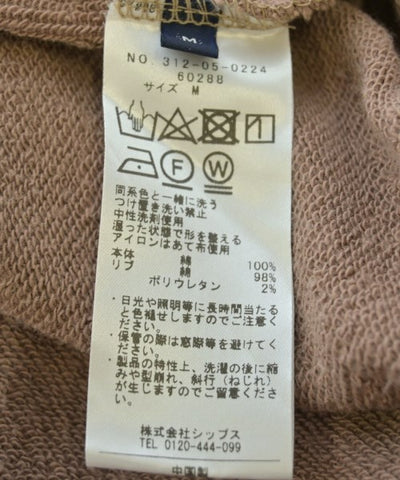 M
NO. 312-05-0224
60288
サイズ M
同系色と一緒に洗う
つけ置き洗い禁止
中性洗剤使用
湿った状態で形を整える
アイロンはあて布使用
本体 綿 100%
リブ 綿 98%
ポリウレタン 2%
・日光や照明等に長時間当たる
と色褪せしますのでご注意く
ださい。
・保管の際は窓際等を避けてく
ださい。
・製品の特性上、洗濯の後に縮
みや型崩れ、斜行(ねじれ)
が生じますのでご留意くださ
い。
株式会社シップス
TEL 0120-444-099
中国製